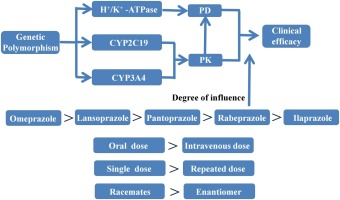 H⁺/K⁺ -ATPase
PD
Genetic
Polymorphism
CYP2C19
Clinical
efficacy
CYP3A4
PK
Degree of influence
Omeprazole > Lansoprazole > Pantoprazole > Rabeprazole > Ilaprazole
Oral dose > Intravenous dose
Single dose > Repeated dose
Racemates > Enantiomer